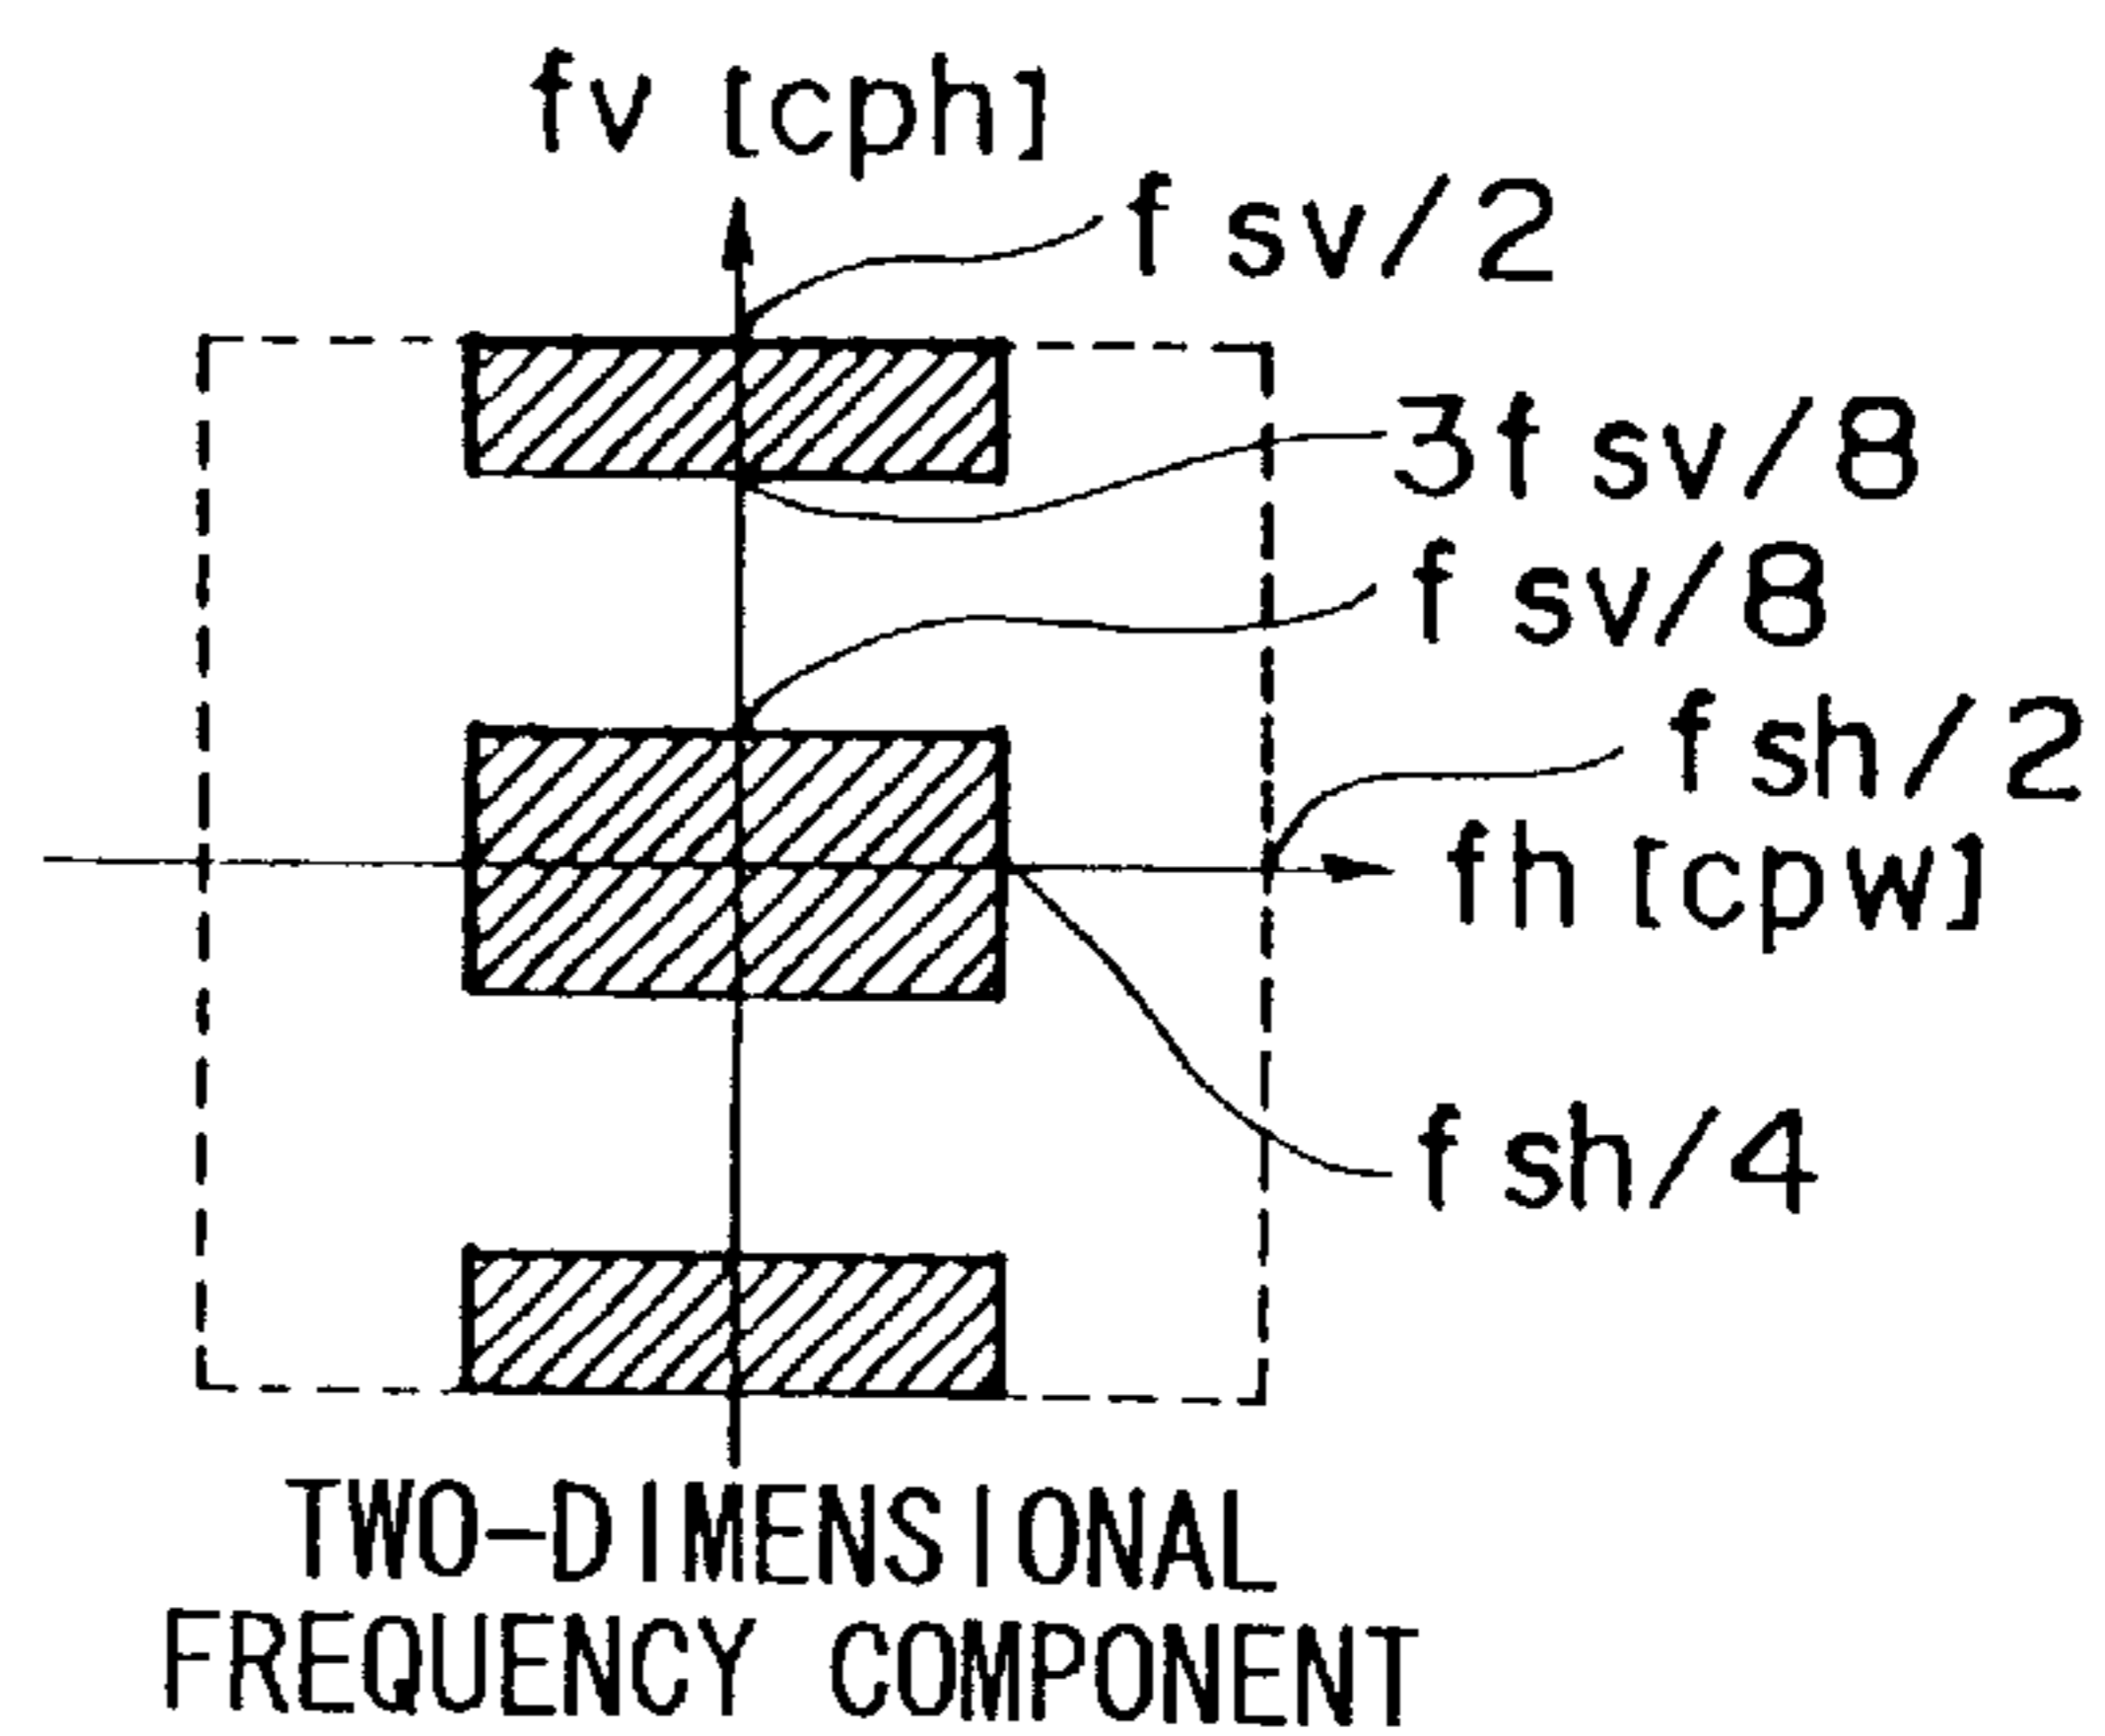 fv [cph]
f sv/2
3f sv/8
f sv/8
f sh/2
fh [cpw]
f sh/4
TWO-DIMENSIONAL
FREQUENCY COMPONENT